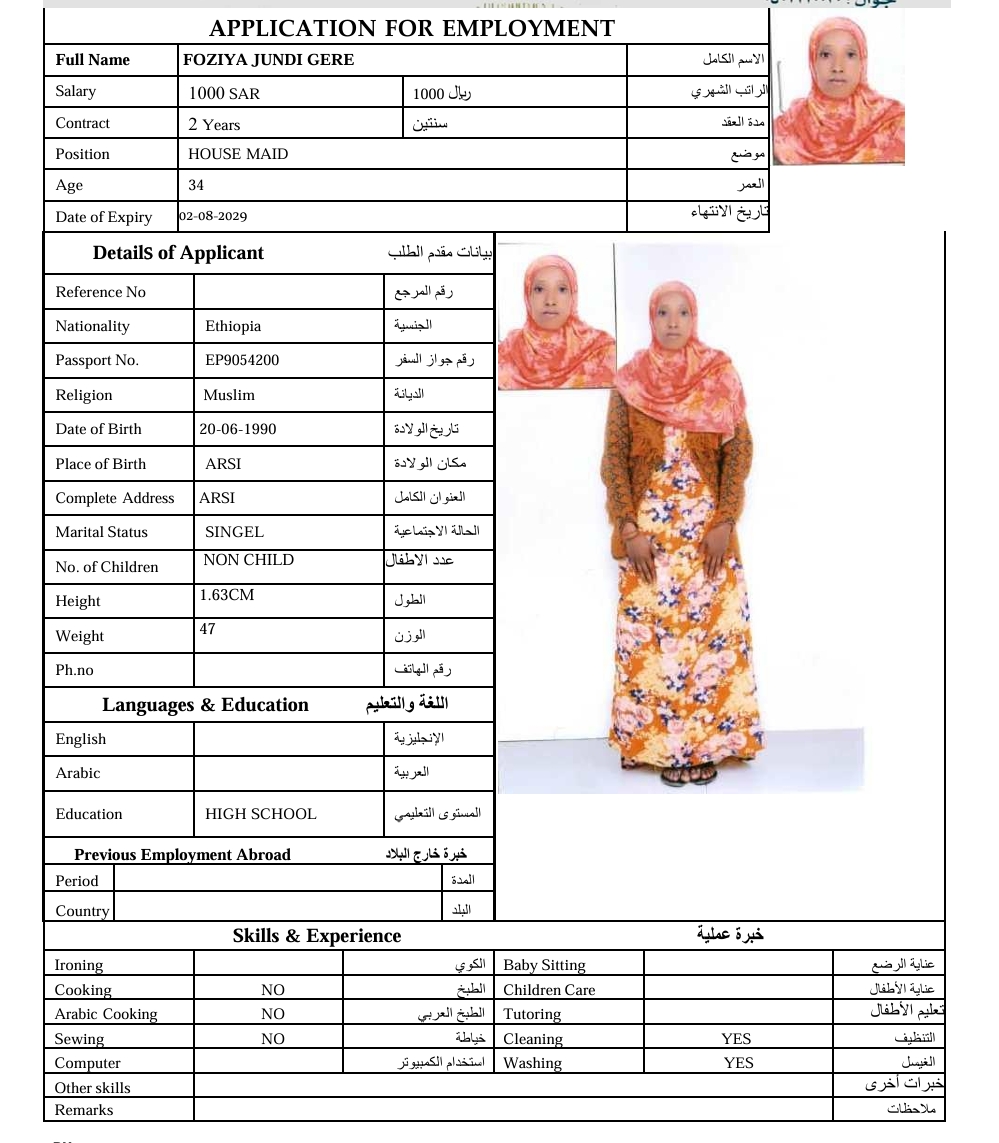 APPLICATION FOR EMPLOYMENT
Full Name FOZIYA JUNDI GERE الاسم الكامل
Salary 1000 SAR 1000 ريال الراتب الشهري
Contract 2 Years سنتين مدة العقد
Position HOUSE MAID موضع
Age 34 العمر
Date of Expiry 02-08-2029 تاريخ الانتهاء
Details of Applicant بيانات مقدم الطلب
Reference No رقم المرجع
Nationality Ethiopia الجنسية
Passport No. EP9054200 رقم جواز السفر
Religion Muslim الديانة
Date of Birth 20-06-1990 تاريخ الولادة
Place of Birth ARSI مكان الولادة
Complete Address ARSI العنوان الكامل
Marital Status SINGEL الحالة الاجتماعية
No. of Children NON CHILD عدد الاطفال
Height 1.63CM الطول
Weight 47 الوزن
Ph.no رقم الهاتف
Languages & Education اللغة والتعليم
English الإنجليزية
Arabic العربية
Education HIGH SCHOOL المستوى التعليمي
Previous Employment Abroad خبرة خارج البلاد
Period المدة
Country البلد
Skills & Experience خبرة عملية
Ironing الكوي Baby Sitting عناية الرضع
Cooking NO الطبخ Children Care عناية الأطفال
Arabic Cooking NO الطبخ العربي Tutoring تعليم الأطفال
Sewing NO خياطة Cleaning YES التنظيف
Computer استخدام الكمبيوتر Washing YES الغيسل
Other skills خبرات أخرى
Remarks ملاحظات